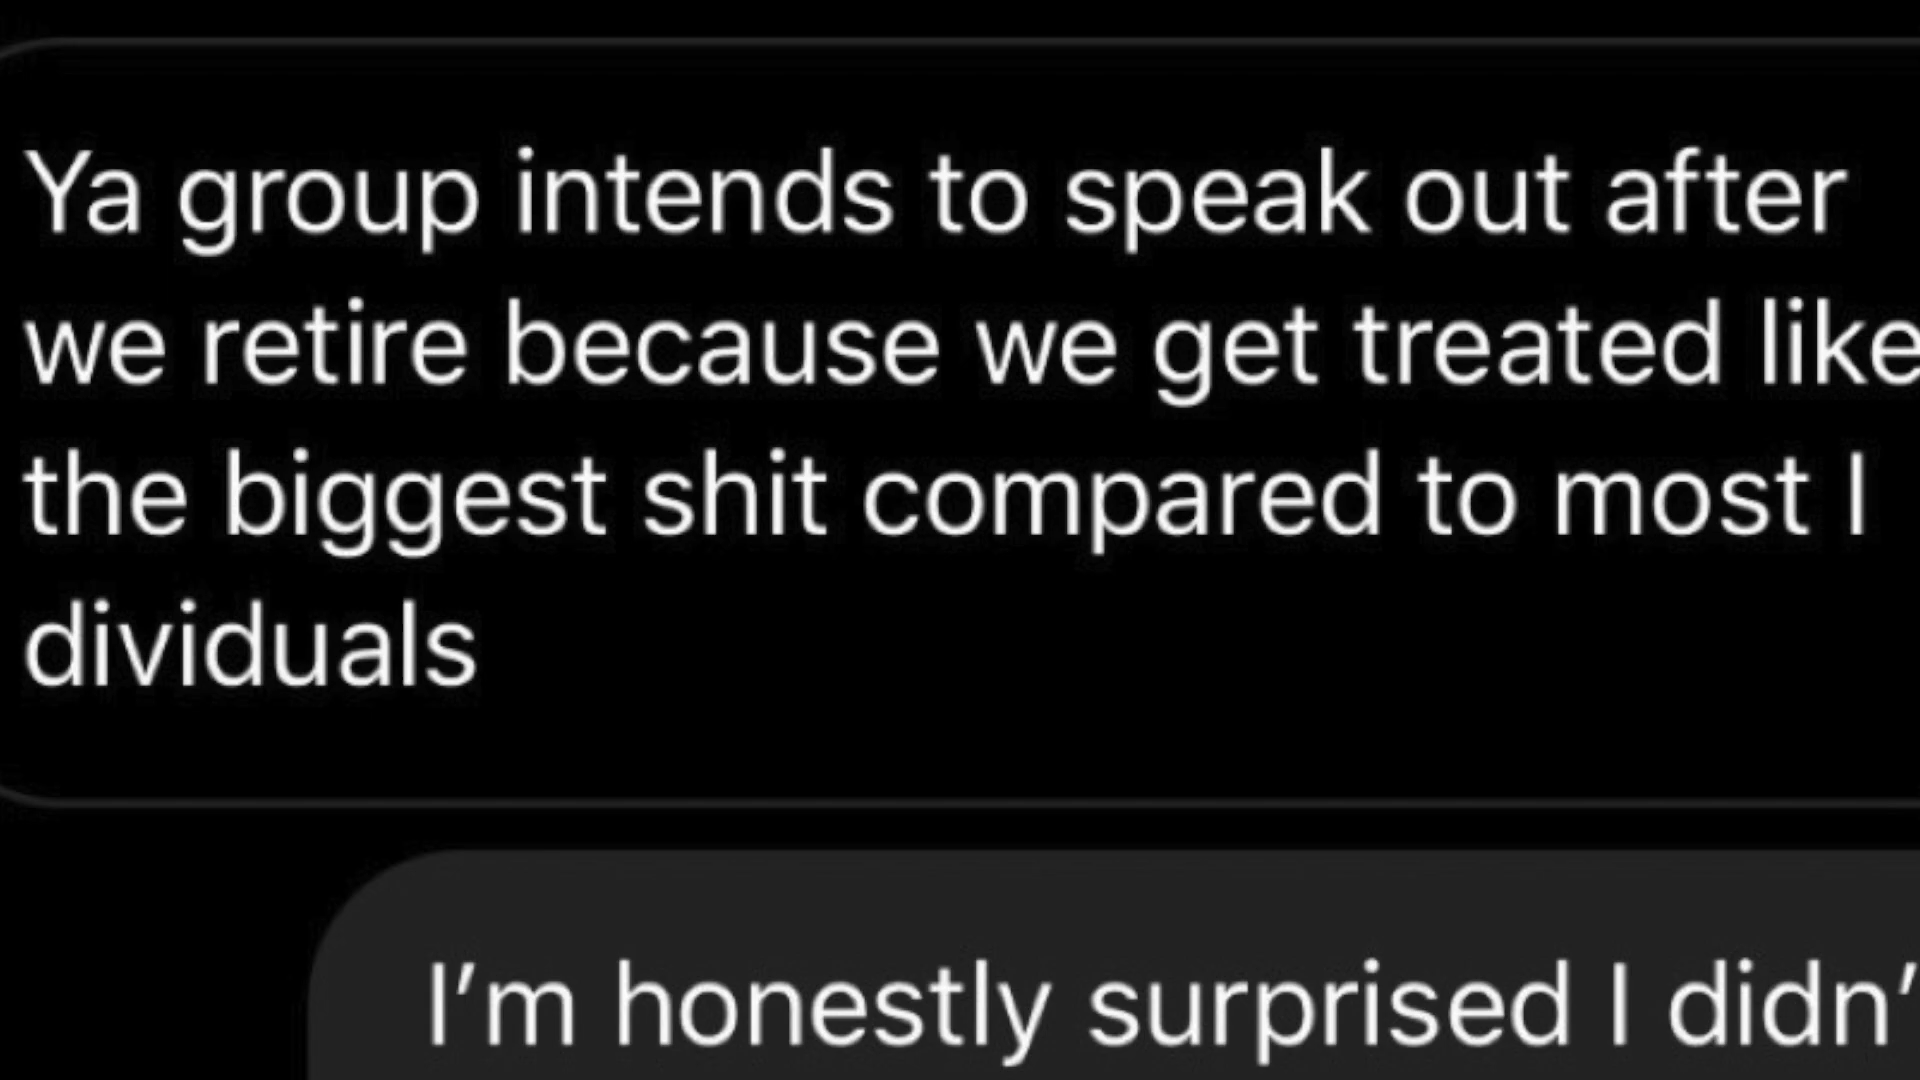 Ya group intends to speak out after
we retire because we get treated like
the biggest shit compared to most I
dividuals
I’m honestly surprised I didn’